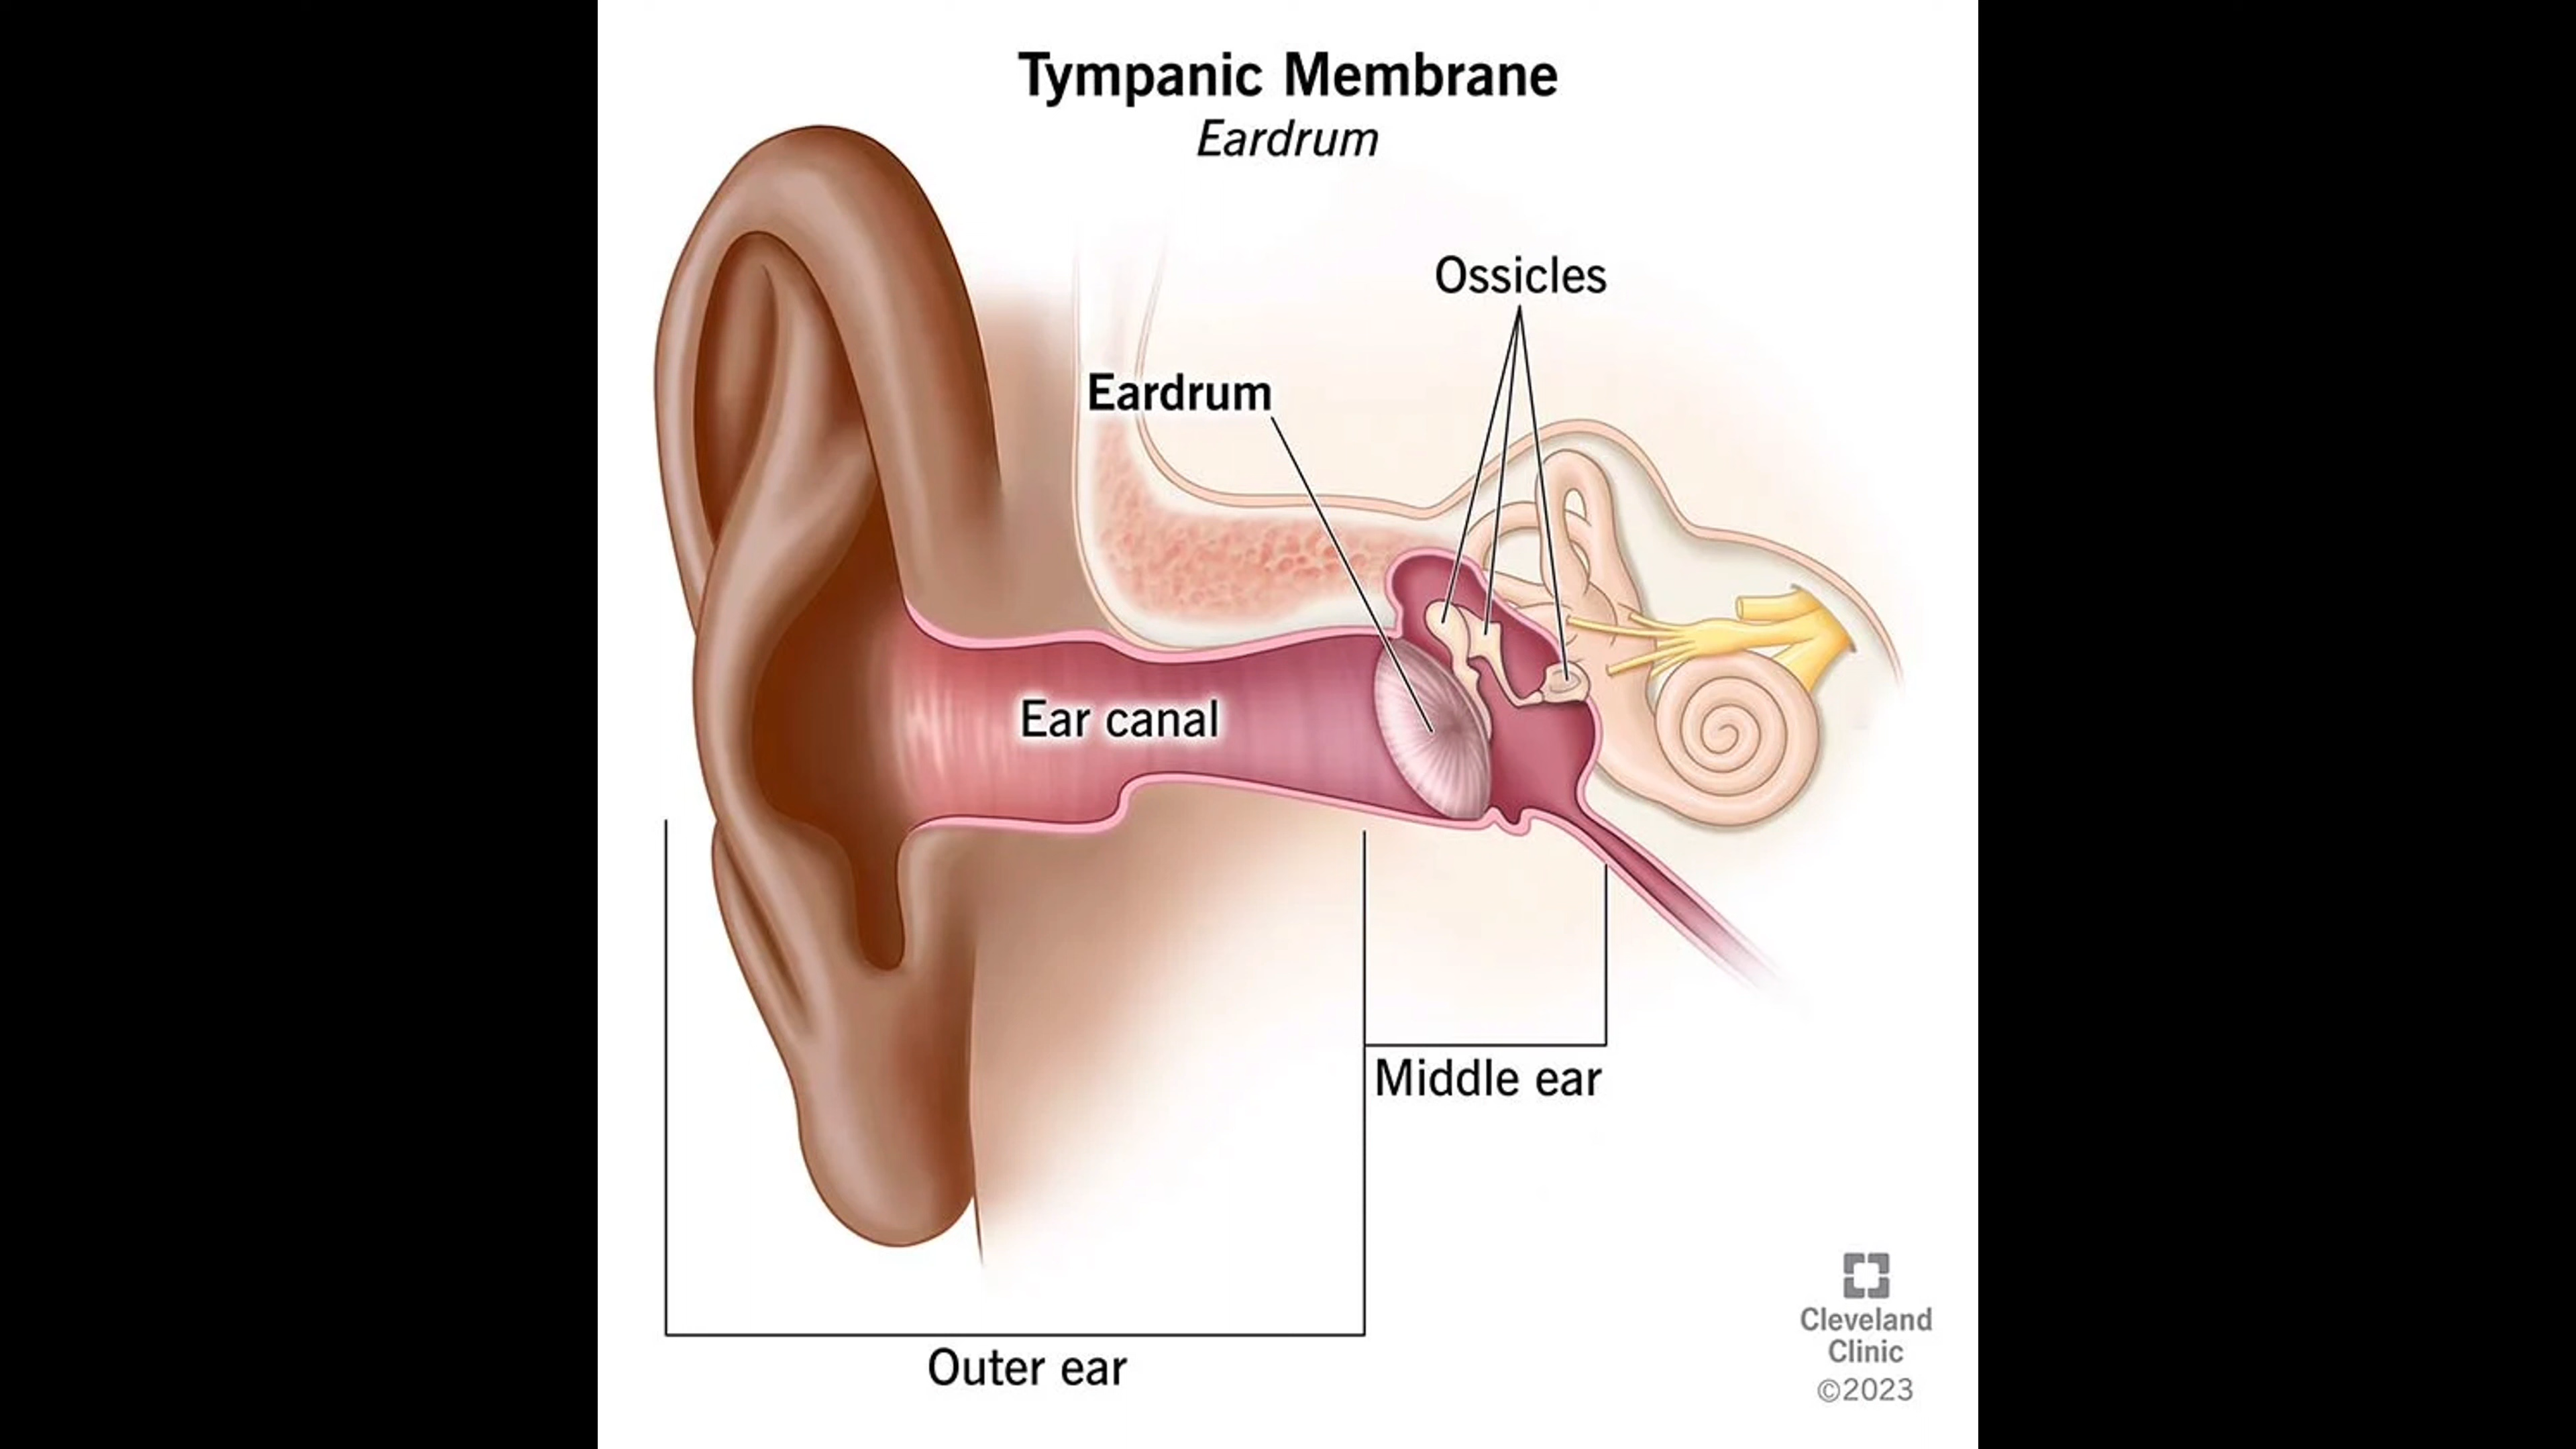 Tympanic Membrane
Eardrum
Ossicles
Eardrum
Ear canal
Middle ear
Outer ear
Cleveland
Clinic
©2023